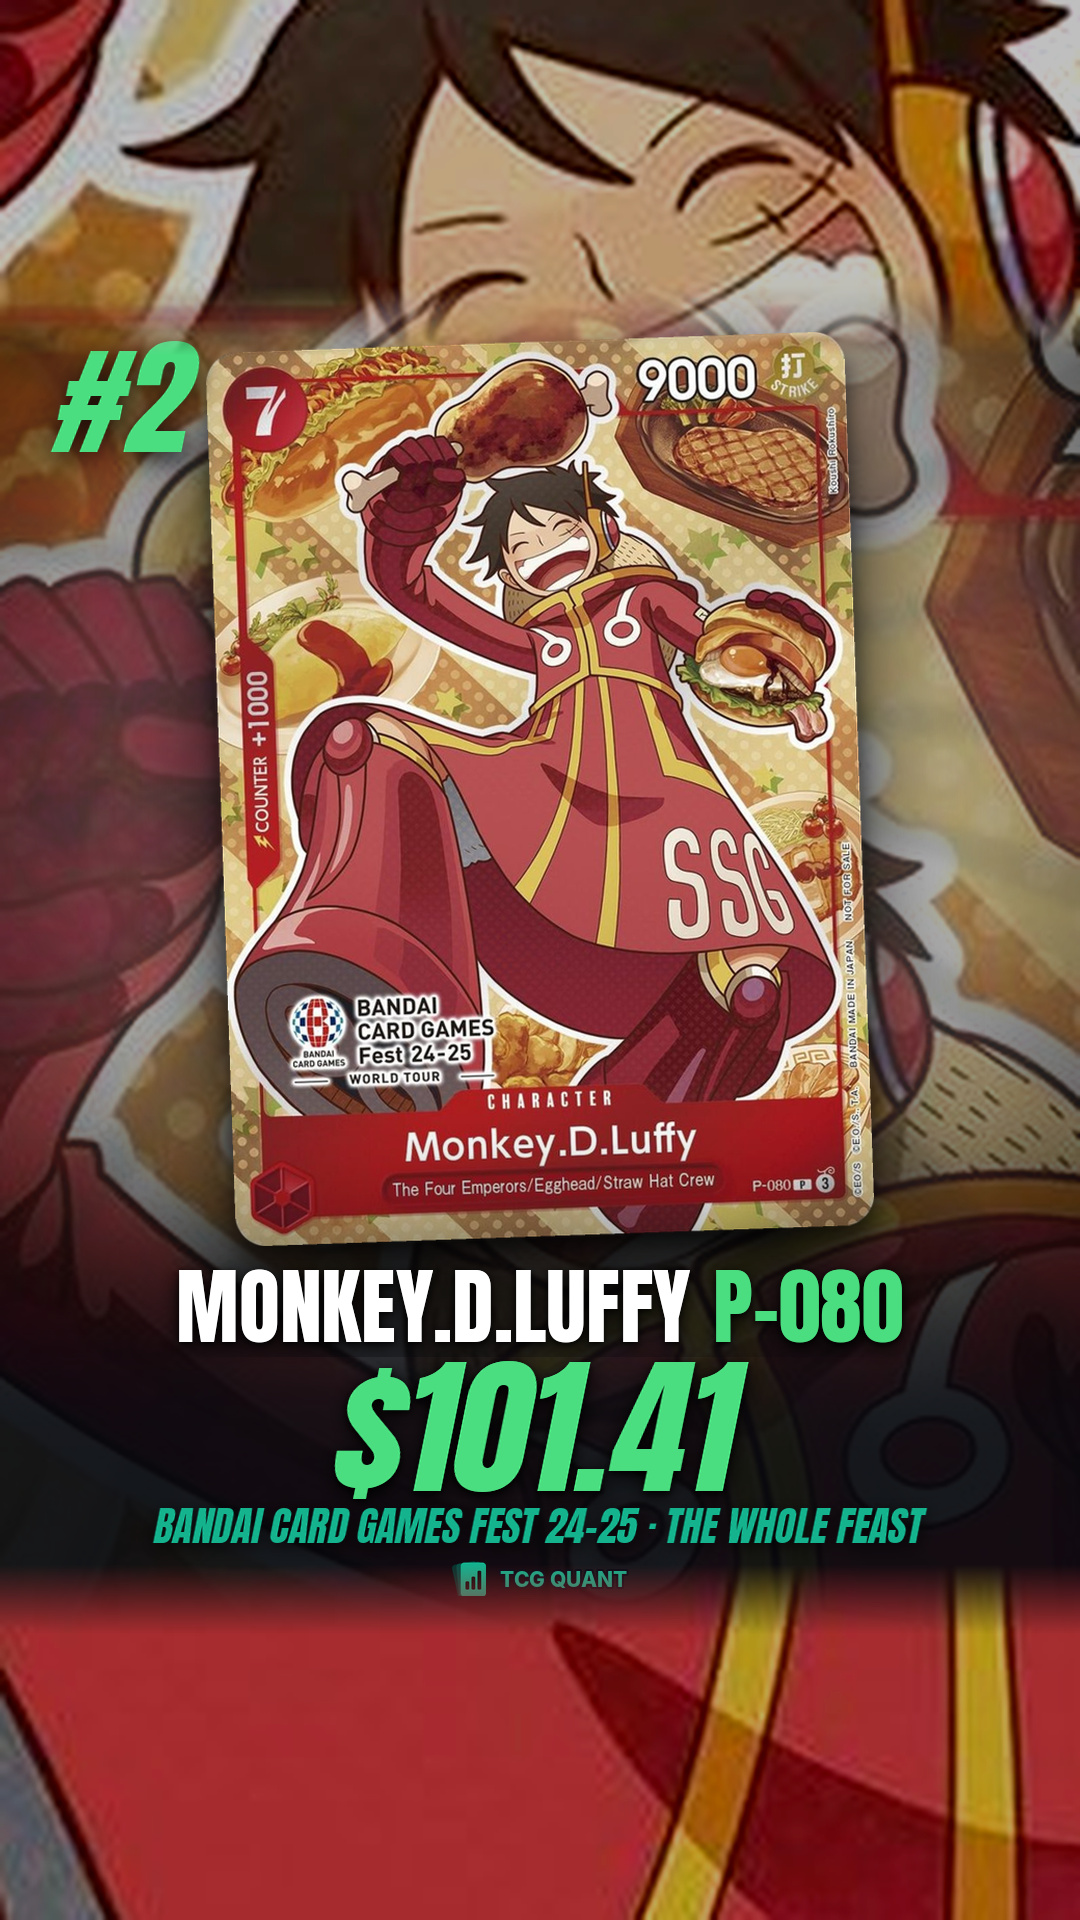 #2
7
9000
打
STRIKE
Koushi Rokushiro
COUNTER +1000
SSG
NOT FOR SALE
BANDAI MADE IN JAPAN
©E.O./S., T.A.
©EO/S
BANDAI
CARD GAMES
Fest 24-25
WORLD TOUR
BANDAI
CARD GAMES
CHARACTER
Monkey.D.Luffy
The Four Emperors/Egghead/Straw Hat Crew
P-080 P 3
MONKEY.D.LUFFY P-080
$101.41
BANDAI CARD GAMES FEST 24-25 · THE WHOLE FEAST
TCG QUANT